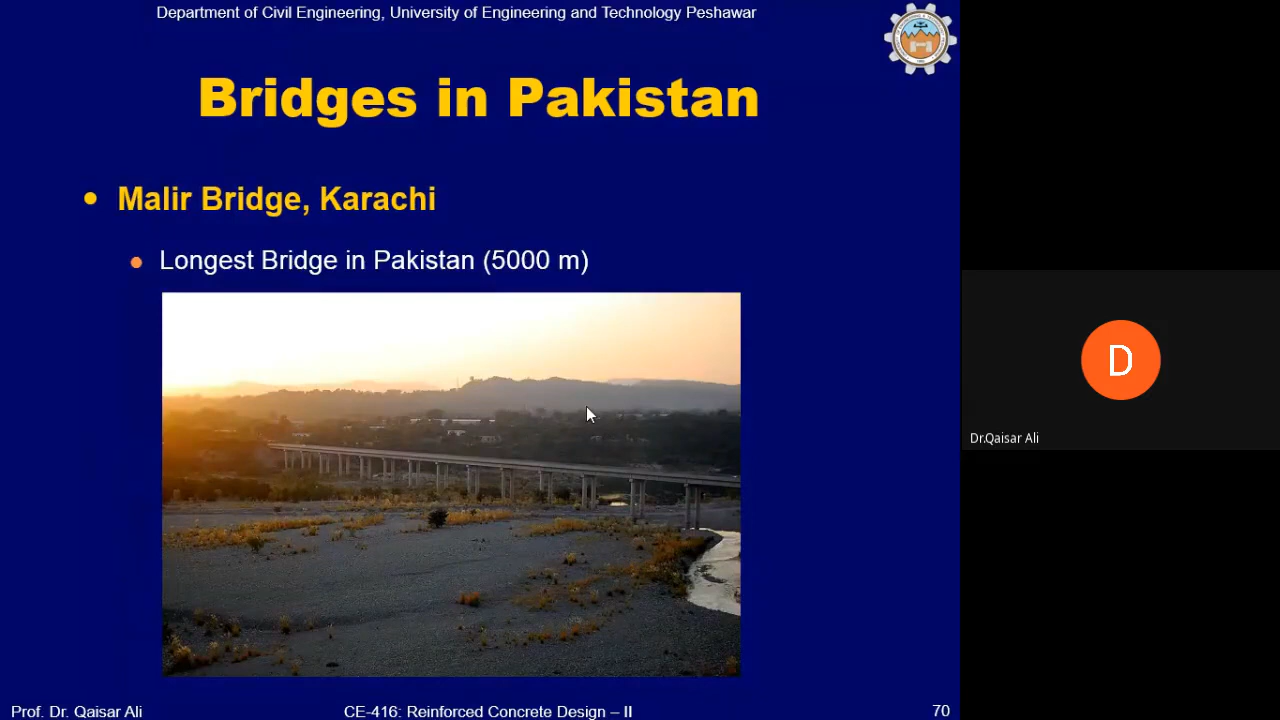 Department of Civil Engineering, University of Engineering and Technology Peshawar
Bridges in Pakistan
Malir Bridge, Karachi
Longest Bridge in Pakistan (5000 m)
D
Dr.Qaisar Ali
Prof. Dr. Qaisar Ali
CE-416: Reinforced Concrete Design – II
70